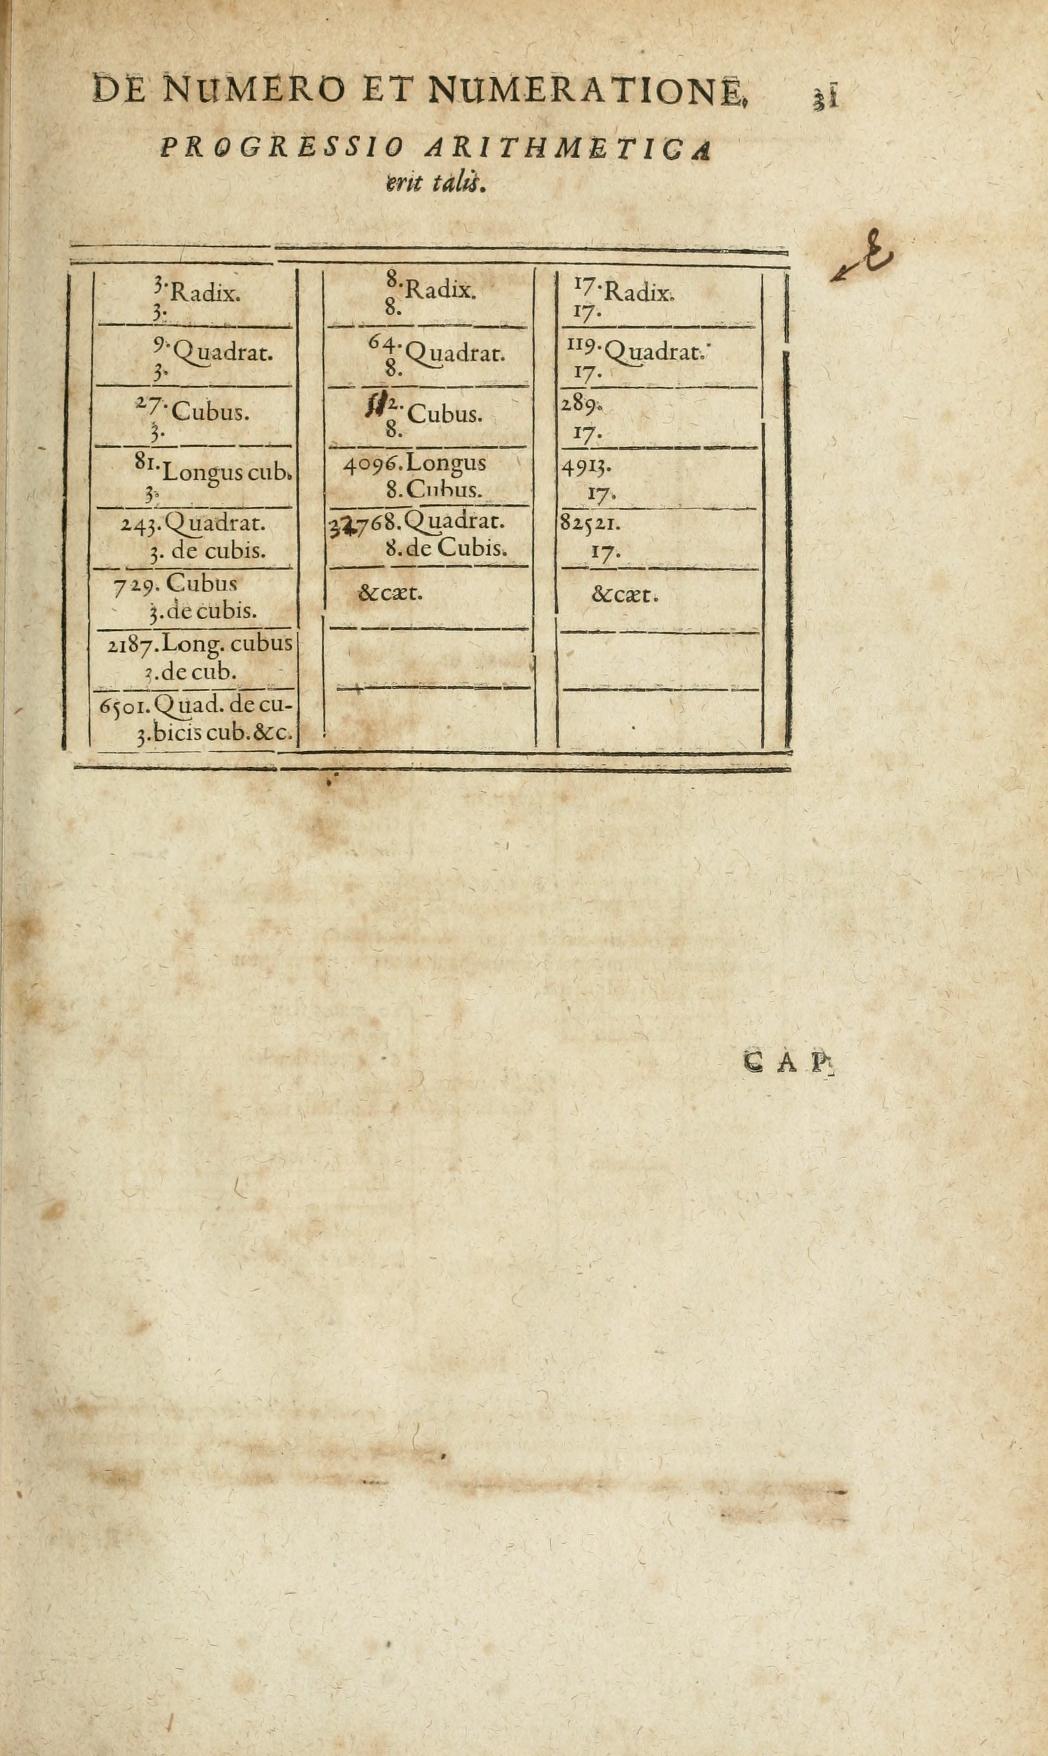 DE NUMERO ET NUMERATIONE. 31
PROGRESSIO ARITHMETICA
erit talis.
3. Radix.
3.
9. Quadrat.
3.
27. Cubus.
3.
81. Longus cub.
3.
243. Quadrat.
3. de cubis.
729. Cubus
3. de cubis.
2187. Long. cubus
3. de cub.
6501. Quad. de cu-
3. bicis cub. &c.
8. Radix.
8.
64. Quadrat.
8.
512. Cubus.
8.
4096. Longus
8. Cubus.
32768. Quadrat.
8. de Cubis.
&cæt.
17. Radix.
17.
119. Quadrat.
17.
289.
17.
4913.
17.
82521.
17.
&cæt.
CAP.